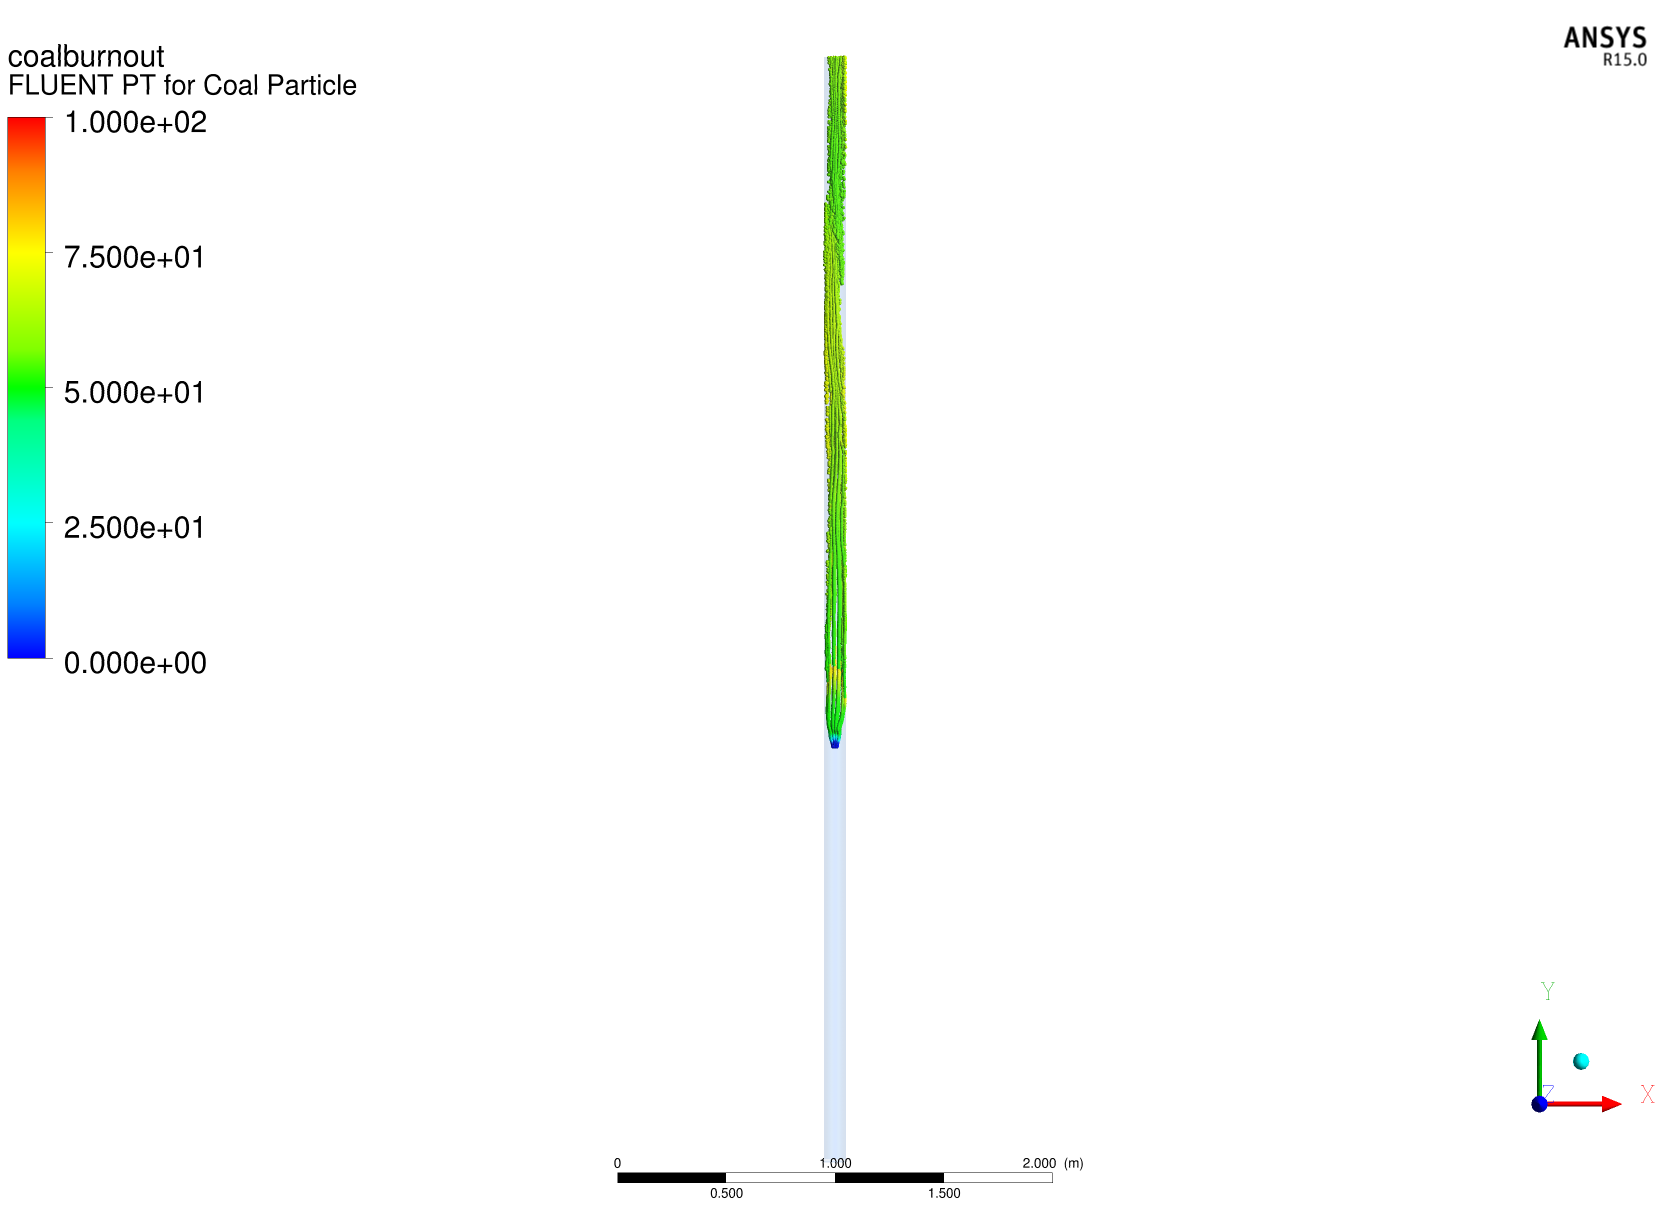 coalburnout
FLUENT PT for Coal Particle
1.000e+02
7.500e+01
5.000e+01
2.500e+01
0.000e+00
ANSYS
R15.0
Y
Z
X
0
1.000
2.000
(m)
0.500
1.500